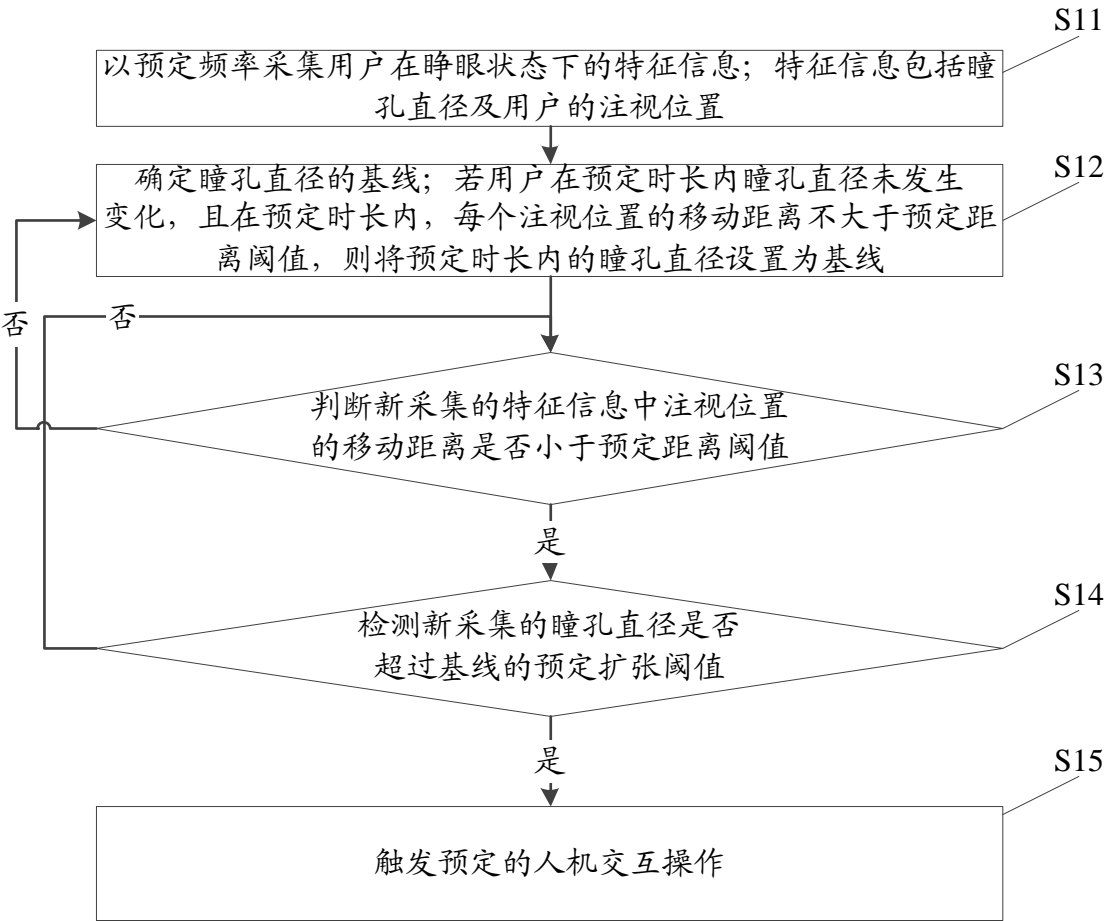 S11
以预定频率采集用户在睁眼状态下的特征信息；特征信息包括瞳
孔直径及用户的注视位置
S12
确定瞳孔直径的基线；若用户在预定时长内瞳孔直径未发生
变化，且在预定时长内，每个注视位置的移动距离不大于预定距
离阈值，则将预定时长内的瞳孔直径设置为基线
否
否
S13
判断新采集的特征信息中注视位置
的移动距离是否小于预定距离阈值
是
S14
检测新采集的瞳孔直径是否
超过基线的预定扩张阈值
是
S15
触发预定的人机交互操作